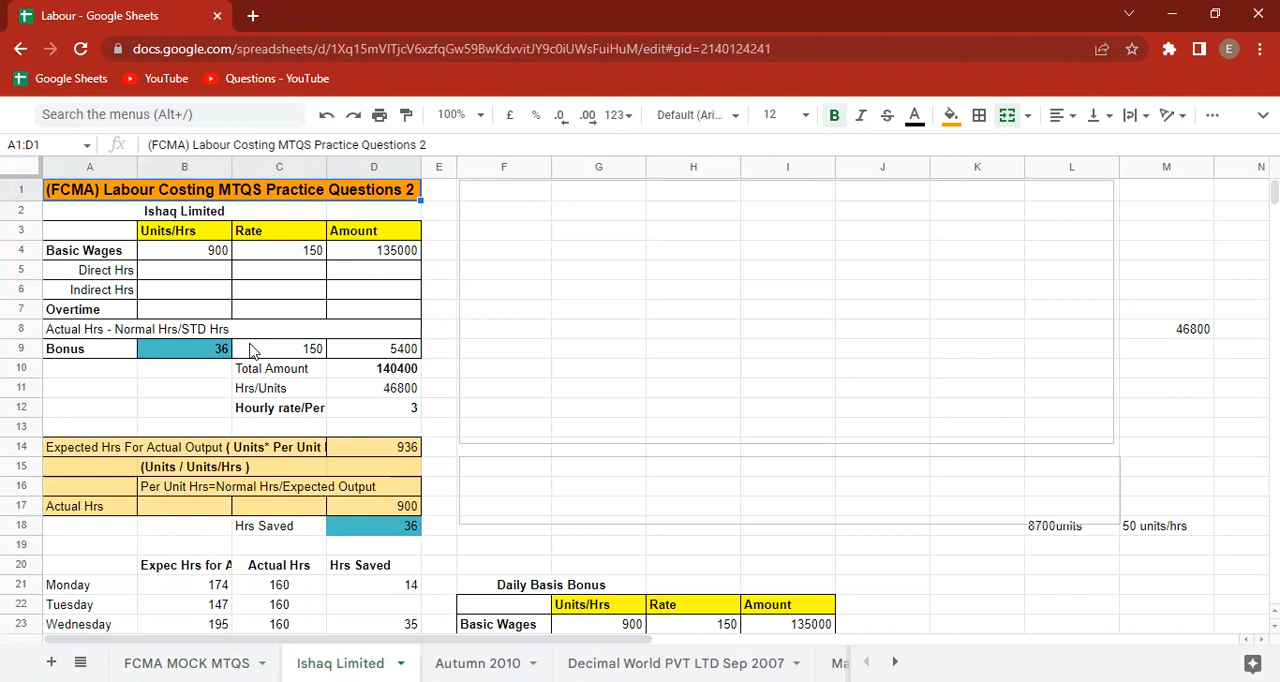 Labour - Google Sheets
docs.google.com/spreadsheets/d/1Xq15mVITjcV6xzfqGw59BwKdvvitJY9c0iUWsFuiHuM/edit#gid=2140124241
E
Google Sheets YouTube Questions - YouTube
Search the menus (Alt+/) 100% £ % .0 .00 123 Default (Ari... 12 B I S A
A1:D1 fx (FCMA) Labour Costing MTQS Practice Questions 2
A B C D E F G H I J K L M N
1 (FCMA) Labour Costing MTQS Practice Questions 2
2 Ishaq Limited
3 Units/Hrs Rate Amount
4 Basic Wages 900 150 135000
5 Direct Hrs
6 Indirect Hrs
7 Overtime
8 Actual Hrs - Normal Hrs/STD Hrs 46800
9 Bonus 36 150 5400
10 Total Amount 140400
11 Hrs/Units 46800
12 Hourly rate/Per 3
13
14 Expected Hrs For Actual Output ( Units* Per Unit 936
15 (Units / Units/Hrs )
16 Per Unit Hrs=Normal Hrs/Expected Output
17 Actual Hrs 900
18 Hrs Saved 36 8700units 50 units/hrs
19
20 Expec Hrs for A Actual Hrs Hrs Saved
21 Monday 174 160 14 Daily Basis Bonus
22 Tuesday 147 160 Units/Hrs Rate Amount
23 Wednesday 195 160 35 Basic Wages 900 150 135000
FCMA MOCK MTQS Ishaq Limited Autumn 2010 Decimal World PVT LTD Sep 2007 Ma